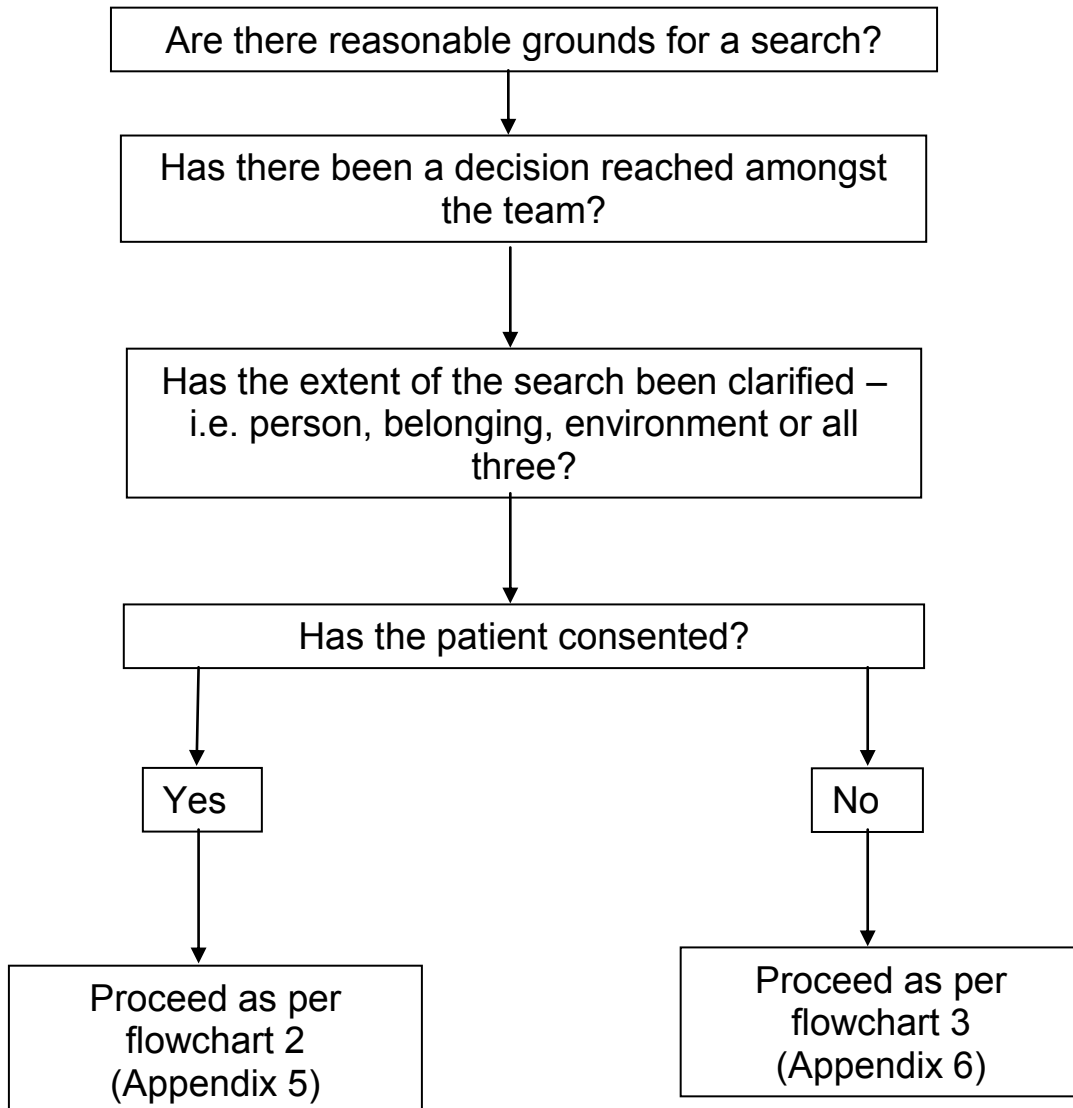 Are there reasonable grounds for a search?
Has there been a decision reached amongst
the team?
Has the extent of the search been clarified –
i.e. person, belonging, environment or all
three?
Has the patient consented?
Yes
No
Proceed as per
flowchart 2
(Appendix 5)
Proceed as per
flowchart 3
(Appendix 6)